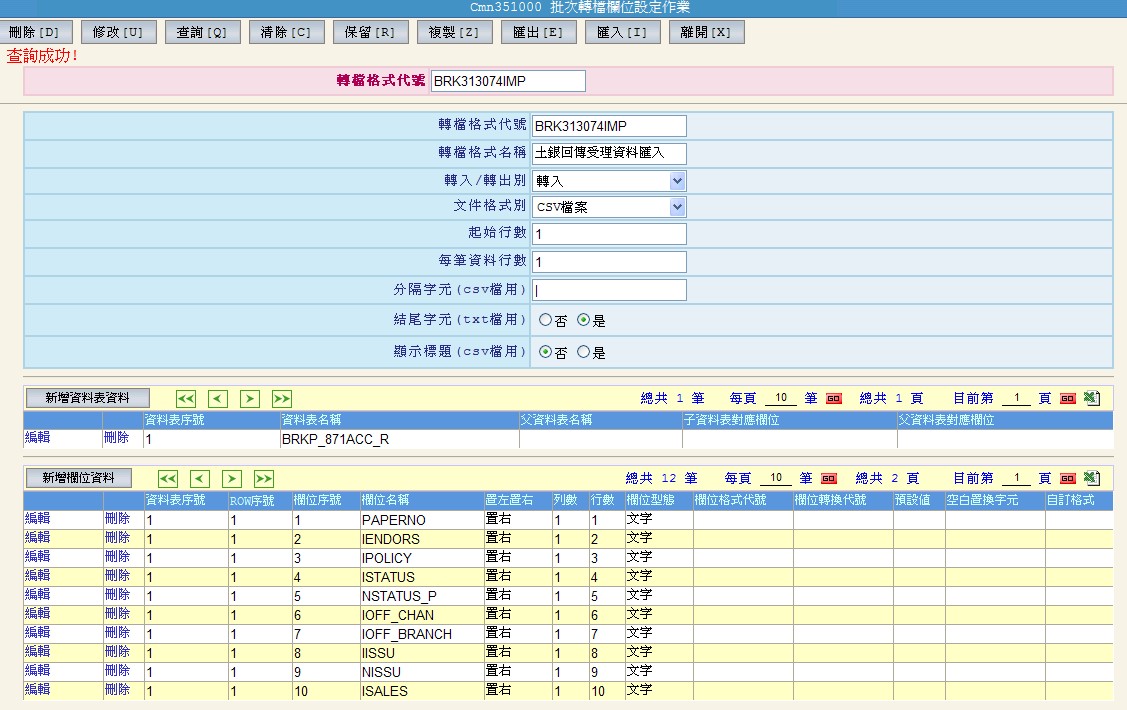 Cmn351000 批次轉檔欄位設定作業
刪除[D] 修改[U] 查詢[Q] 清除[C] 保留[R] 複製[Z] 匯出[E] 匯入[I] 離開[X]
查詢成功!
轉檔格式代號 BRK313074IMP
轉檔格式代號 BRK313074IMP
轉檔格式名稱 土銀回傳受理資料匯入
轉入/轉出別 轉入
文件格式別 CSV檔案
起始行數 1
每筆資料行數 1
分隔字元(csv檔用) |
結尾字元(txt檔用) 否 是
顯示標題(csv檔用) 否 是
新增資料表資料 << < > >> 總共 1 筆 每頁 10 筆 GO 總共 1 頁 目前第 1 頁 GO
資料表序號 資料表名稱 父資料表名稱 子資料表對應欄位 父資料表對應欄位
編輯 刪除 1 BRKP_871ACC_R
新增欄位資料 << < > >> 總共 12 筆 每頁 10 筆 GO 總共 2 頁 目前第 1 頁 GO
資料表序號 ROW序號 欄位序號 欄位名稱 置左置右 列數 行數 欄位型態 欄位格式代號 欄位轉換代號 預設值 空白置換字元 自訂格式
編輯 刪除 1 1 1 PAPERNO 置右 1 1 文字
編輯 刪除 1 1 2 IENDORS 置右 1 2 文字
編輯 刪除 1 1 3 IPOLICY 置右 1 3 文字
編輯 刪除 1 1 4 ISTATUS 置右 1 4 文字
編輯 刪除 1 1 5 NSTATUS_P 置右 1 5 文字
編輯 刪除 1 1 6 IOFF_CHAN 置右 1 6 文字
編輯 刪除 1 1 7 IOFF_BRANCH 置右 1 7 文字
編輯 刪除 1 1 8 IISSU 置右 1 8 文字
編輯 刪除 1 1 9 NISSU 置右 1 9 文字
編輯 刪除 1 1 10 ISALES 置右 1 10 文字